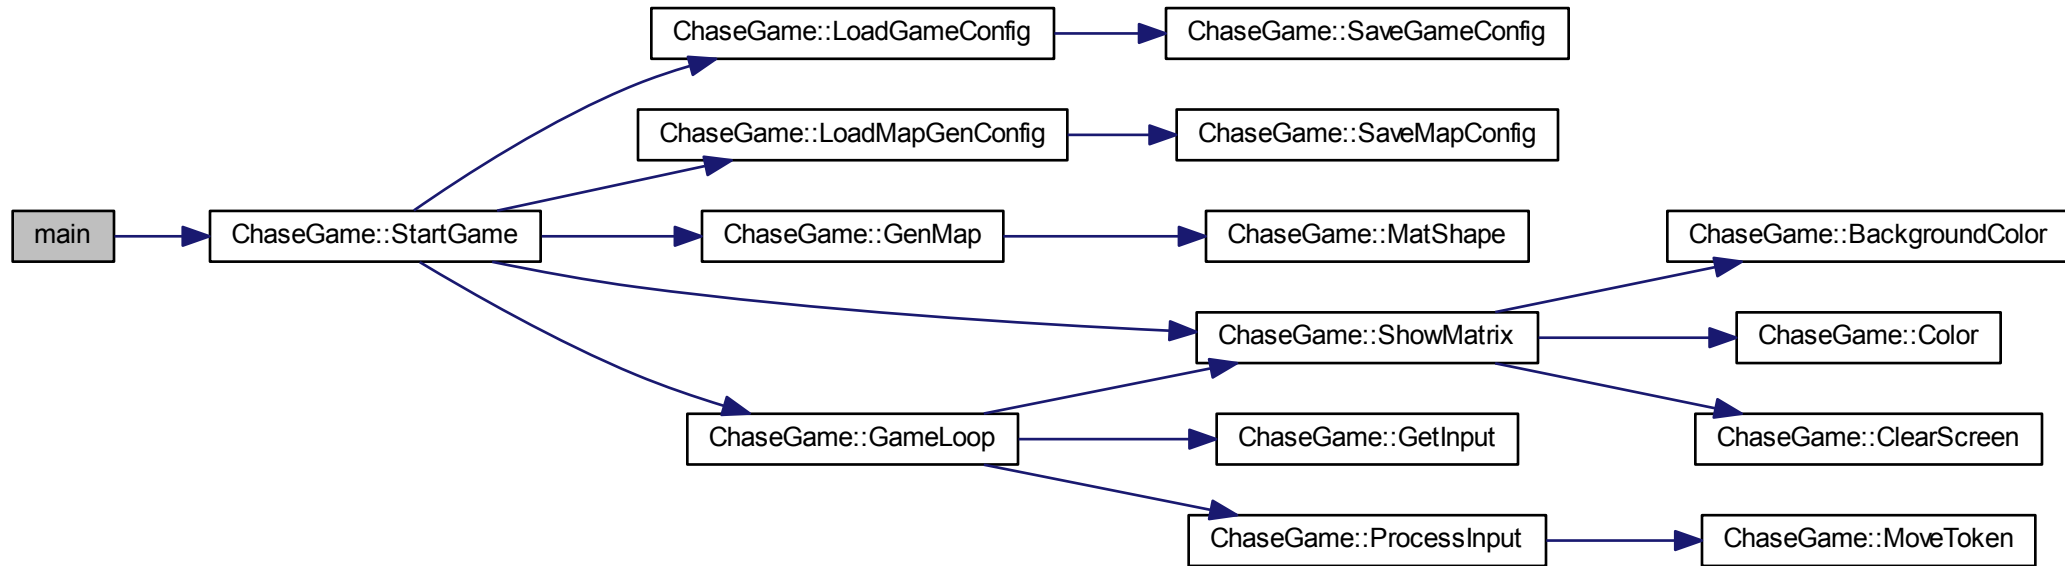 ChaseGame::LoadGameConfig
ChaseGame::SaveGameConfig
ChaseGame::LoadMapGenConfig
ChaseGame::SaveMapConfig
main
ChaseGame::StartGame
ChaseGame::GenMap
ChaseGame::MatShape
ChaseGame::BackgroundColor
ChaseGame::ShowMatrix
ChaseGame::Color
ChaseGame::GameLoop
ChaseGame::GetInput
ChaseGame::ClearScreen
ChaseGame::ProcessInput
ChaseGame::MoveToken